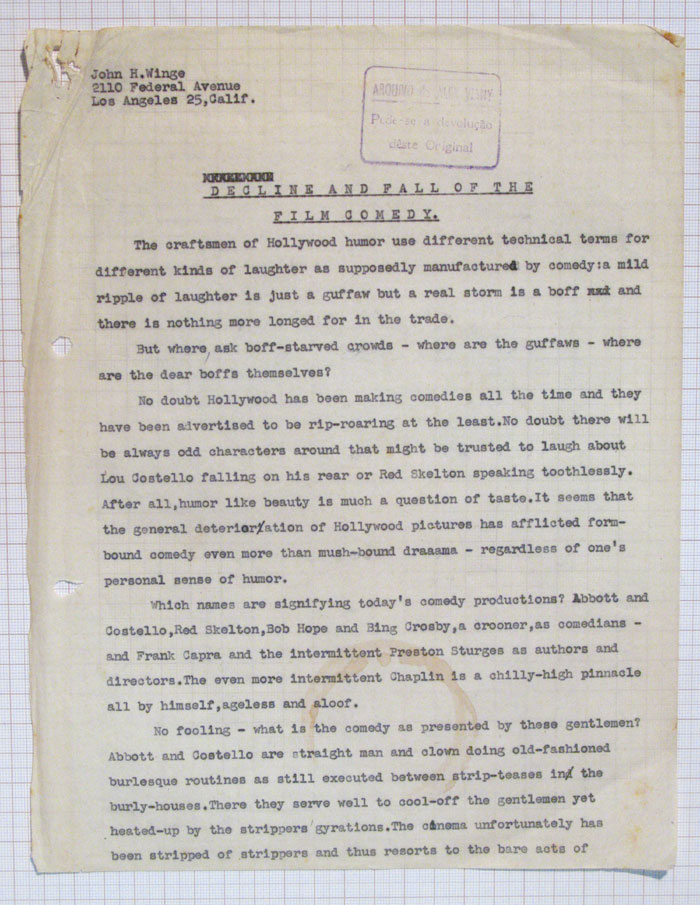 John H.Winge
2110 Federal Avenue
Los Angeles 25,Calif.
ARQUIVO
Pede-se a devolução
dêste Original
DECLINE AND FALL OF THE
FILM COMEDY.
The craftsmen of Hollywood humor use different technical terms for
different kinds of laughter as supposedly manufactured by comedy:a mild
ripple of laughter is just a guffaw but a real storm is a boff and
there is nothing more longed for in the trade.
But where,ask boff-starved crowds - where are the guffaws - where
are the dear boffs themselves?
No doubt Hollywood has been making comedies all the time and they
have been advertised to be rip-roaring at the least.No doubt there will
be always odd characters around that might be trusted to laugh about
Lou Costello falling on his rear or Red Skelton speaking toothlessly.
After all,humor like beauty is much a question of taste.It seems that
the general deterioration of Hollywood pictures has afflicted form-
bound comedy even more than mush-bound draaama - regardless of one's
personal sense of humor.
Which names are signifying today's comedy productions? Abbott and
Costello,Red Skelton,Bob Hope and Bing Crosby,a crooner,as comedians -
and Frank Capra and the intermittent Preston Sturges as authors and
directors.The even more intermittent Chaplin is a chilly-high pinnacle
all by himself,ageless and aloof.
No fooling - what is the comedy as presented by these gentlemen?
Abbott and Costello are straight man and clown doing old-fashioned
burlesque routines as still executed between strip-teases in the
burly-houses.There they serve well to cool-off the gentlemen yet
heated-up by the strippers'gyrations.The cinema unfortunately has
been stripped of strippers and thus resorts to the bare acts of